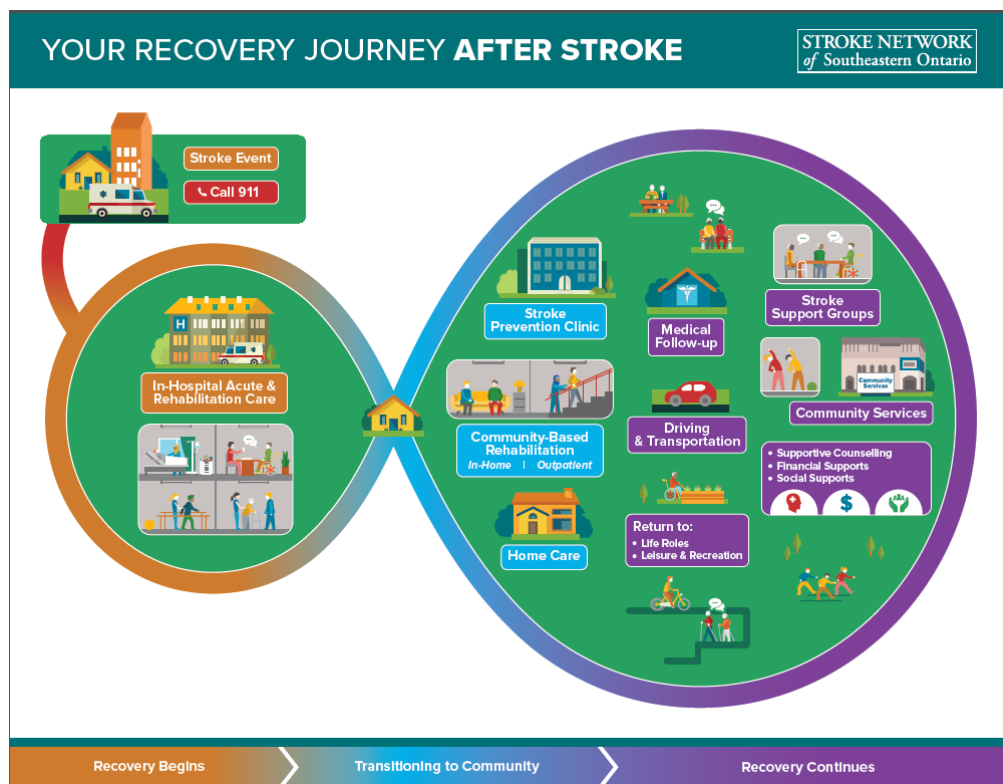 YOUR RECOVERY JOURNEY AFTER STROKE
STROKE NETWORK
of Southeastern Ontario
Stroke Event
Call 911
H
In-Hospital Acute &
Rehabilitation Care
Stroke
Prevention Clinic
Community-Based
Rehabilitation
In-Home | Outpatient
Home Care
Medical
Follow-up
Driving
& Transportation
Return to:
• Life Roles
• Leisure & Recreation
Stroke
Support Groups
Community
Services
Community Services
• Supportive Counselling
• Financial Supports
• Social Supports
$
Recovery Begins
Transitioning to Community
Recovery Continues